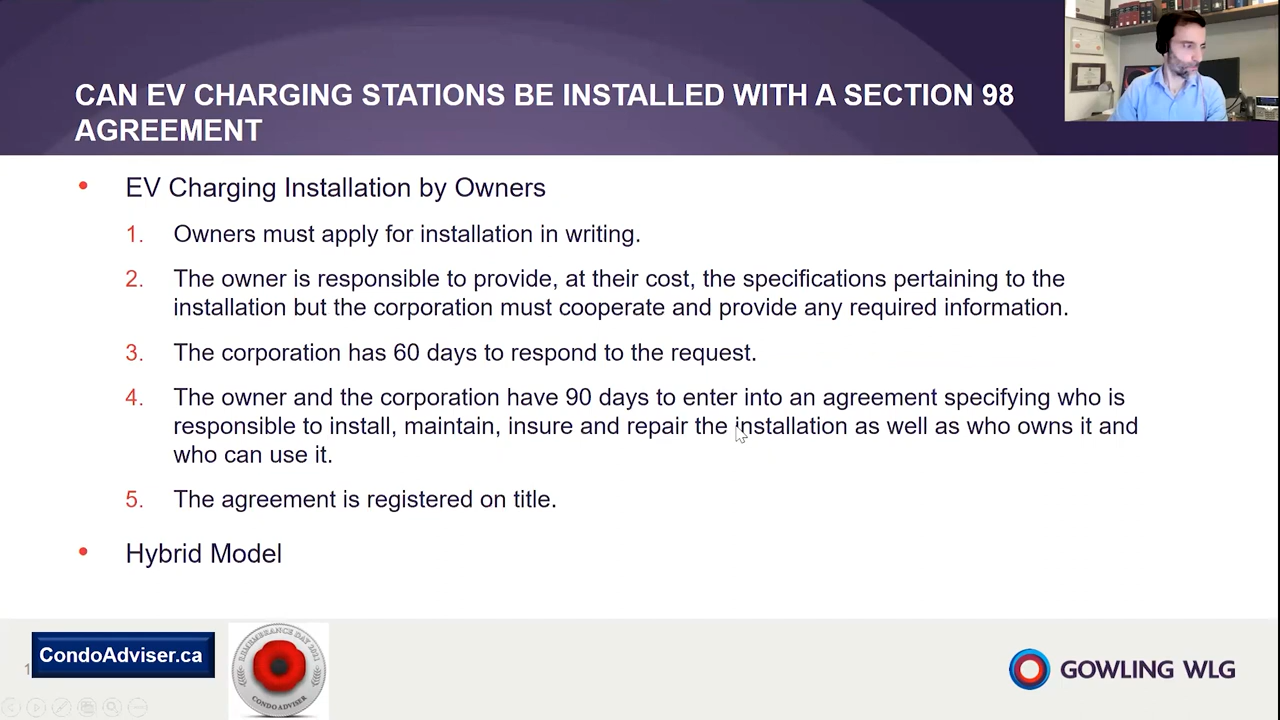 CAN EV CHARGING STATIONS BE INSTALLED WITH A SECTION 98
AGREEMENT
• EV Charging Installation by Owners
1. Owners must apply for installation in writing.
2. The owner is responsible to provide, at their cost, the specifications pertaining to the
installation but the corporation must cooperate and provide any required information.
3. The corporation has 60 days to respond to the request.
4. The owner and the corporation have 90 days to enter into an agreement specifying who is
responsible to install, maintain, insure and repair the installation as well as who owns it and
who can use it.
5. The agreement is registered on title.
• Hybrid Model
CondoAdviser.ca
REMEMBRANCE DAY 2021
CONDOADVISER
GOWLING WLG